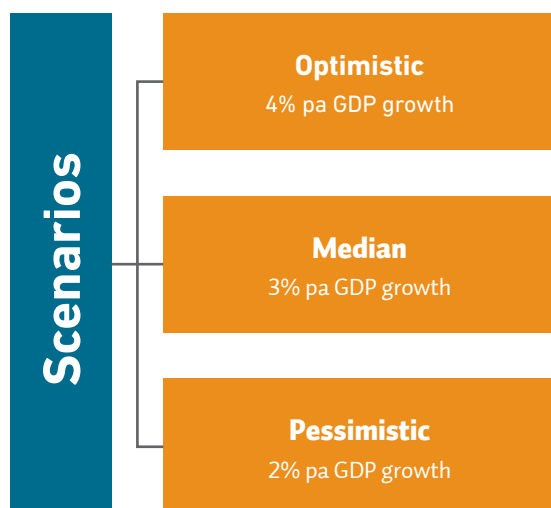 Scenarios
Optimistic
4% pa GDP growth
Median
3% pa GDP growth
Pessimistic
2% pa GDP growth